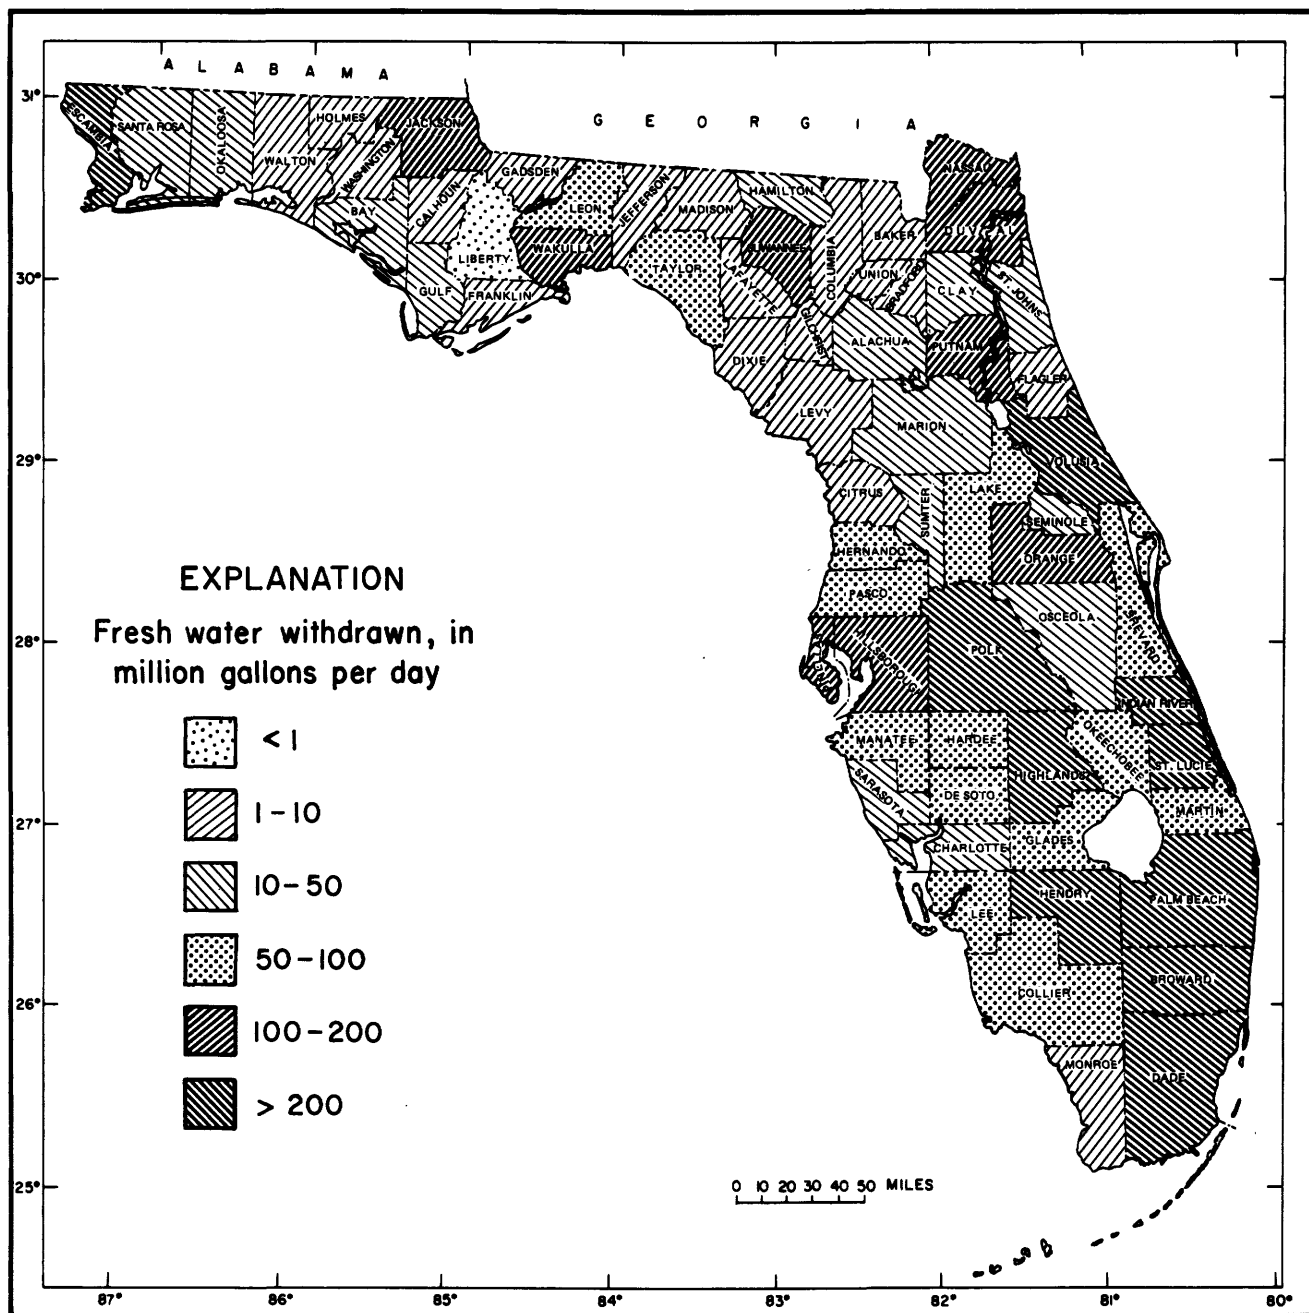 ALABAMA
GEORGIA
31°
30°
29°
28°
27°
26°
25°
ESCAMBIA
SANTA ROSA
OKALOOSA
WALTON
HOLMES
WASHINGTON
JACKSON
BAY
CALHOUN
GULF
LIBERTY
FRANKLIN
GADSDEN
LEON
WAKULLA
JEFFERSON
MADISON
TAYLOR
HAMILTON
SUWANNEE
LAFAYETTE
DIXIE
COLUMBIA
GILCHRIST
BAKER
UNION
BRADFORD
NASSAU
DUVAL
CLAY
ST. JOHNS
ALACHUA
PUTNAM
FLAGLER
LEVY
MARION
VOLUSIA
CITRUS
SUMTER
LAKE
SEMINOLE
ORANGE
HERNANDO
PASCO
OSCEOLA
BREVARD
HILLSBOROUGH
POLK
INDIAN RIVER
MANATEE
HARDEE
OKEECHOBEE
ST. LUCIE
HIGHLANDS
SARASOTA
DE SOTO
MARTIN
CHARLOTTE
GLADES
LEE
HENDRY
PALM BEACH
COLLIER
BROWARD
MONROE
DADE
EXPLANATION
Fresh water withdrawn, in
million gallons per day
< 1
1-10
10-50
50-100
100-200
> 200
0 10 20 30 40 50 MILES
87° 86° 85° 84° 83° 82° 81° 80°